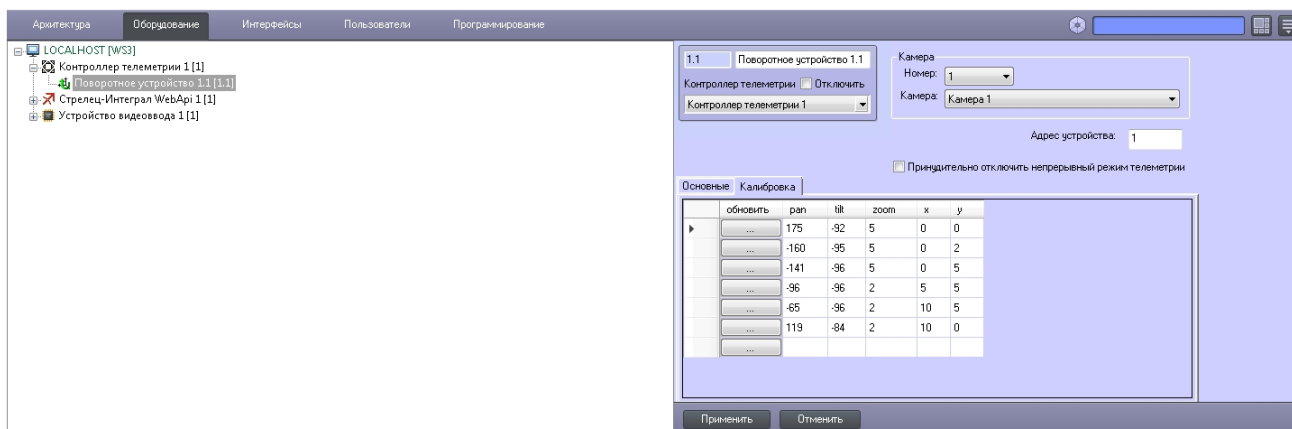 Архитектура Оборудование Интерфейсы Пользователи Программирование
LOCALHOST [WS3]
Контроллер телеметрии 1 [1]
Поворотное устройство 1.1 [1.1]
Стрелец-Интеграл WebApi 1 [1]
Устройство видеоввода 1 [1]
1.1 Поворотное устройство 1.1
Контроллер телеметрии Отключить
Контроллер телеметрии 1
Камера
Номер: 1
Камера: Камера 1
Адрес устройства: 1
Принудительно отключить непрерывный режим телеметрии
Основные Калибровка
обновить pan tilt zoom x y
... 175 -92 5 0 0
... -160 -95 5 0 2
... -141 -96 5 0 5
... -96 -96 2 5 5
... -65 -96 2 10 5
... 119 -84 2 10 0
...
Применить Отменить